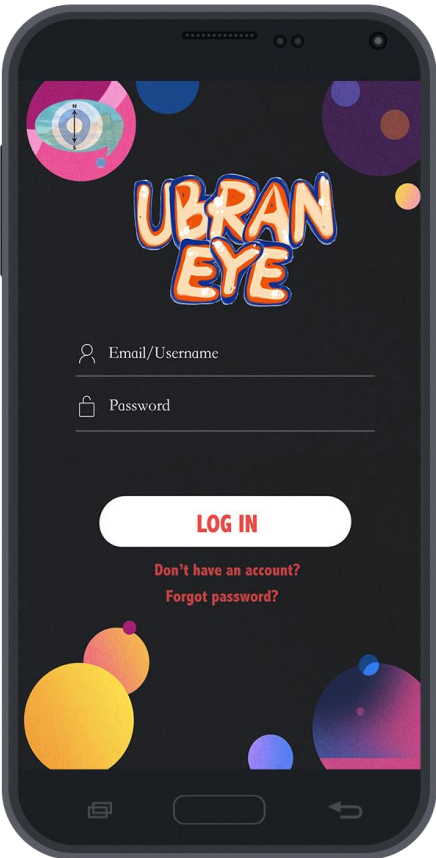 N
S
UBRAN
EYE
Email/Username
Password
LOG IN
Don't have an account?
Forgot password?